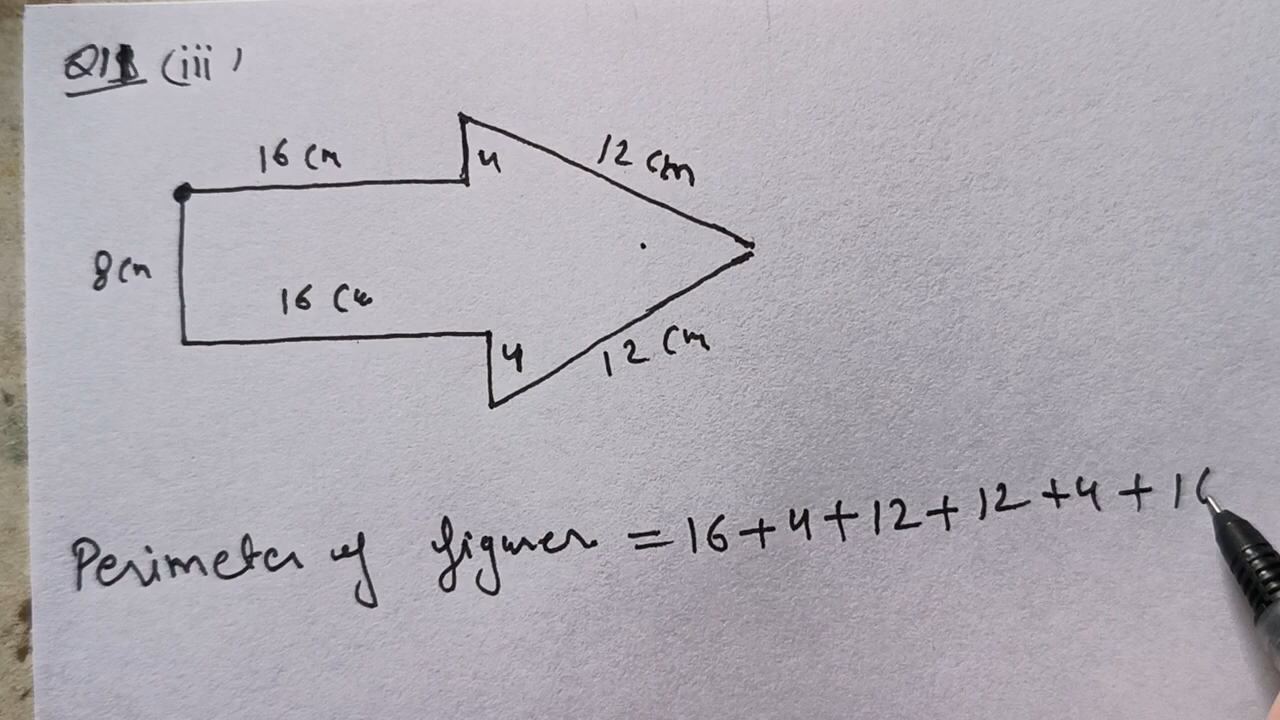 Q11 (iii)
16 cm
4
12 cm
8cm
16 cm
4
12 cm
Perimeter of figure = 16+4+12+12+4+16